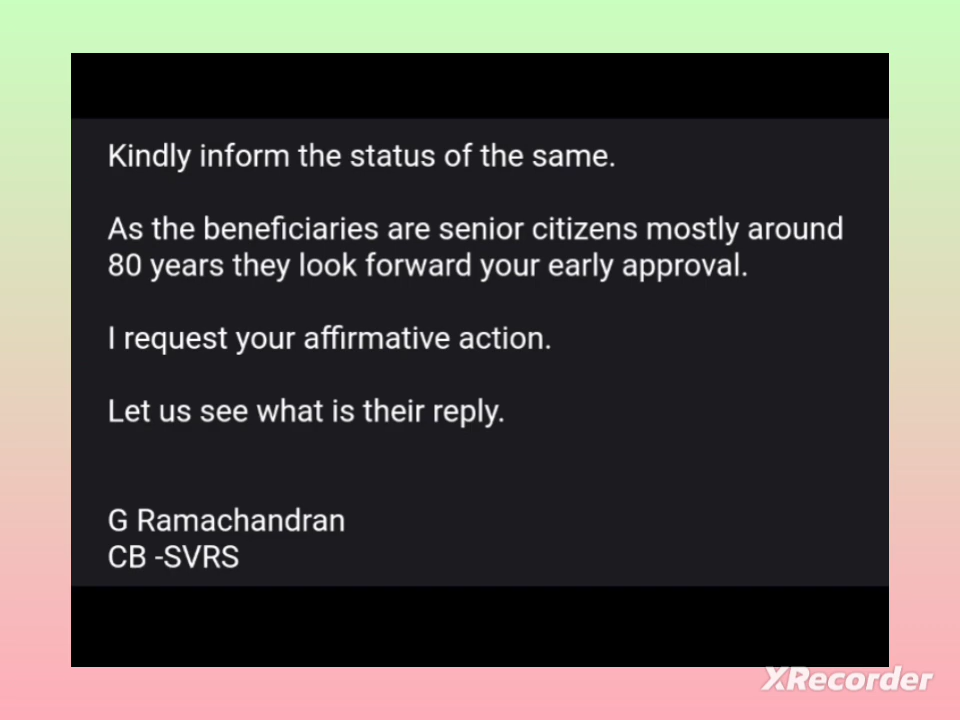 Kindly inform the status of the same.
As the beneficiaries are senior citizens mostly around
80 years they look forward your early approval.
I request your affirmative action.
Let us see what is their reply.
G Ramachandran
CB -SVRS
XRecorder